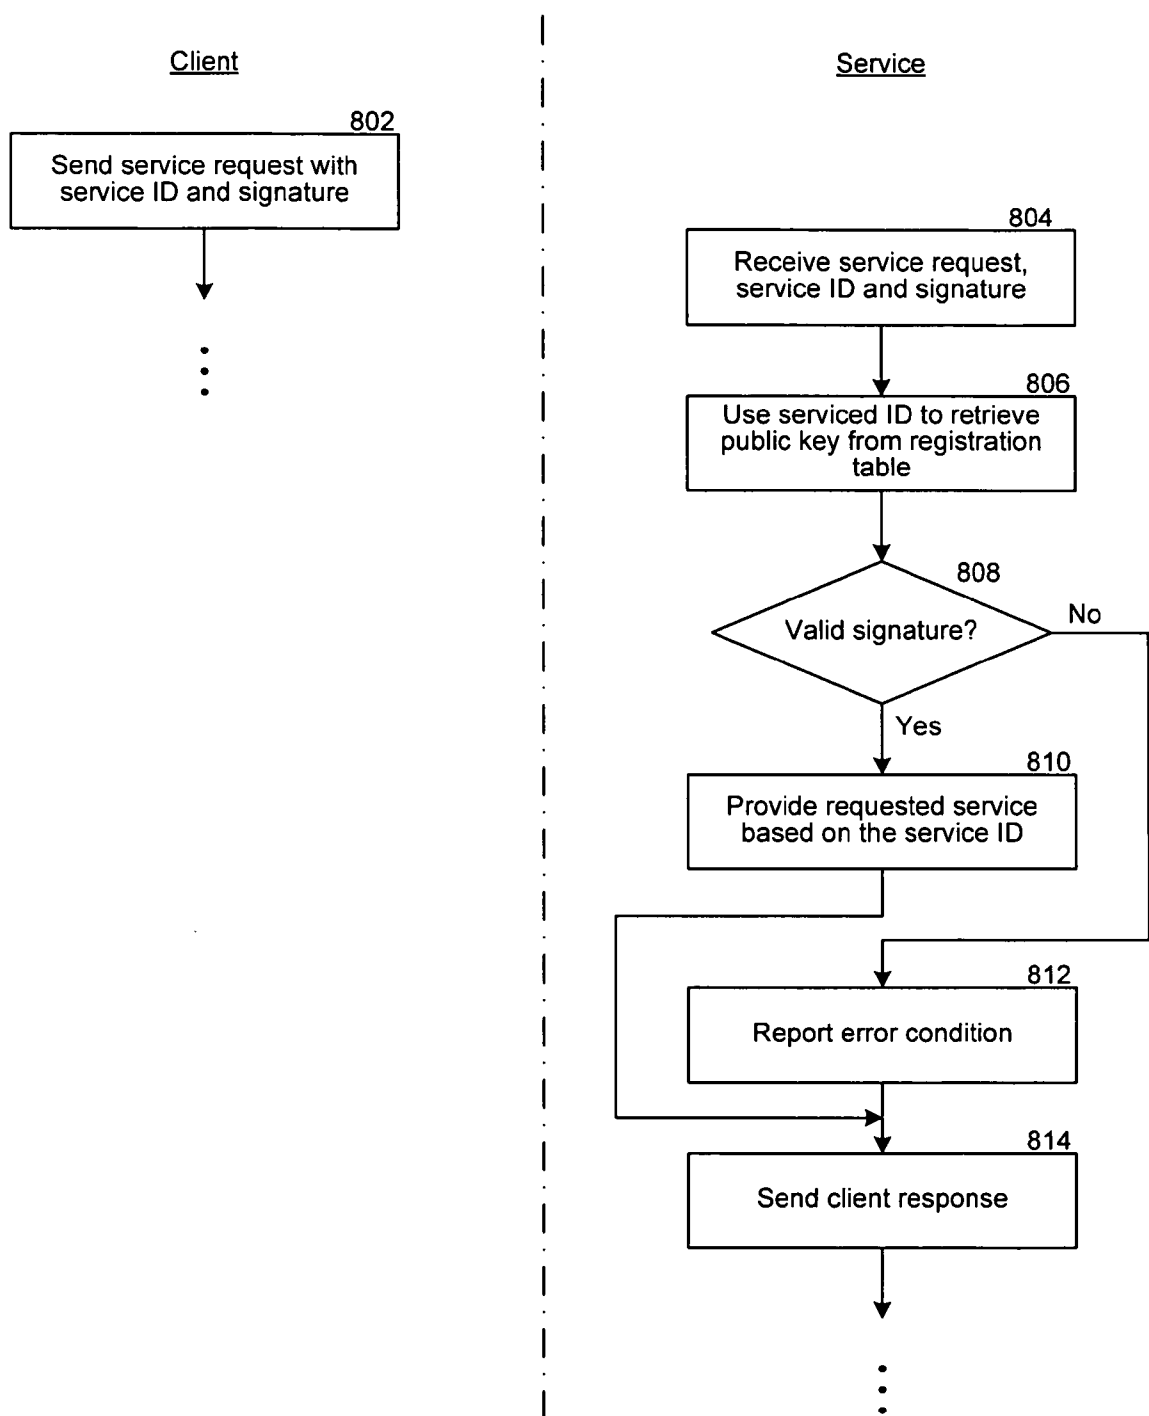 Client
Service
802
Send service request with
service ID and signature
804
Receive service request,
service ID and signature
806
Use serviced ID to retrieve
public key from registration
table
808
Valid signature?
No
Yes
810
Provide requested service
based on the service ID
812
Report error condition
814
Send client response